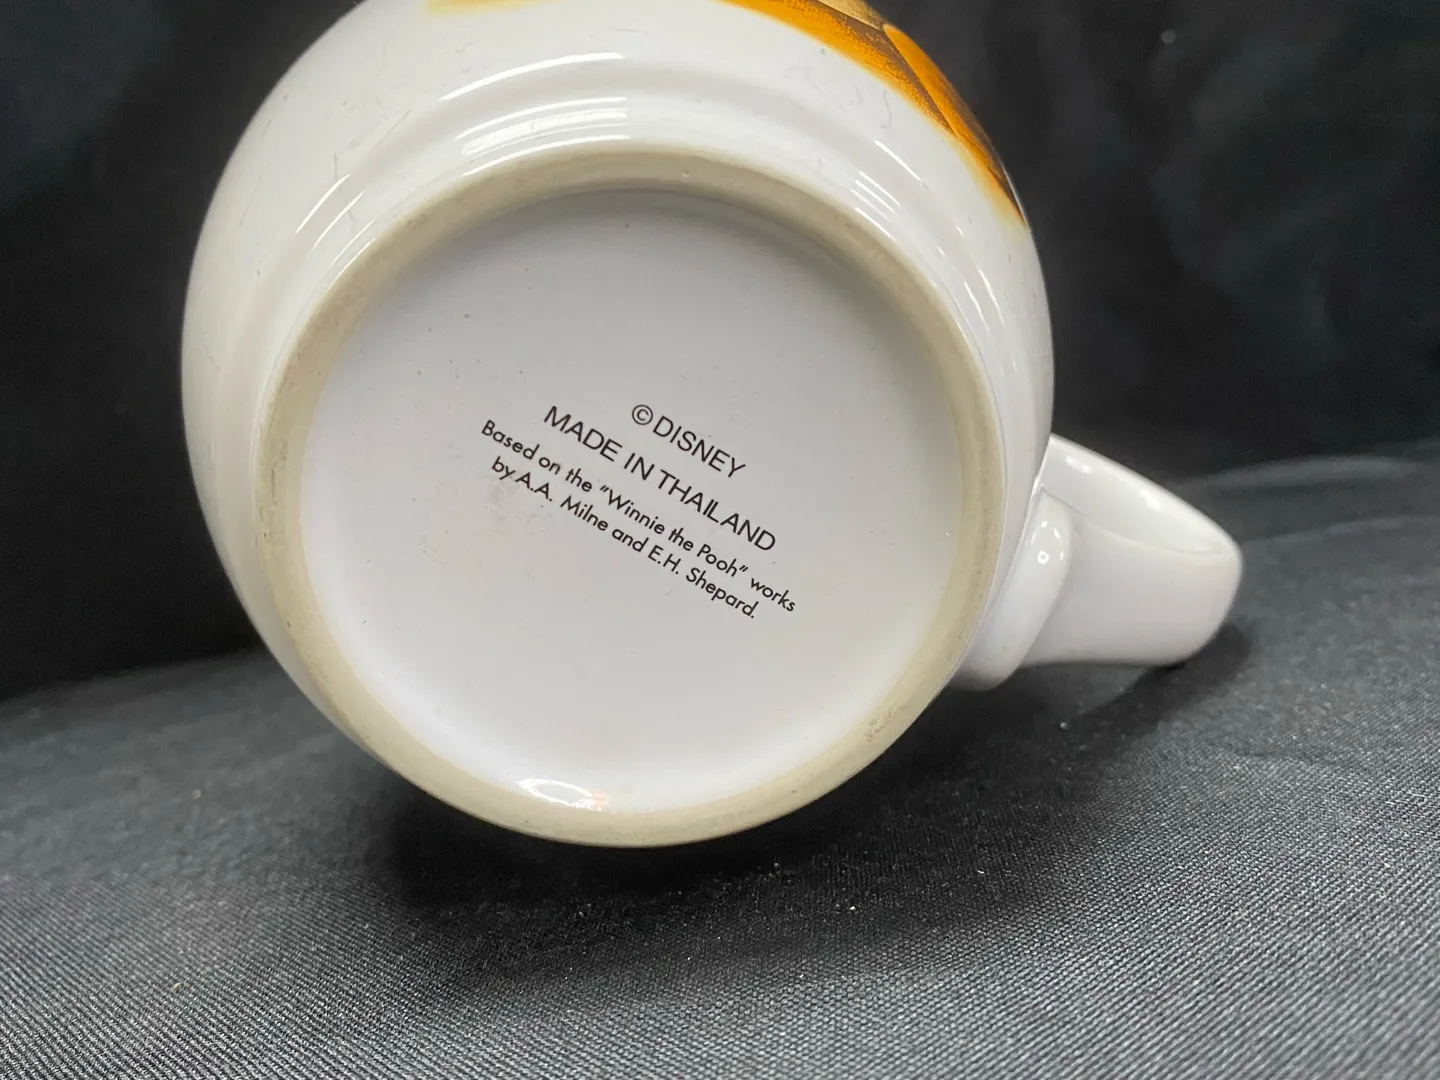 ©DISNEY
MADE IN THAILAND
Based on the "Winnie the Pooh" works
by A.A. Milne and E.H. Shepard.